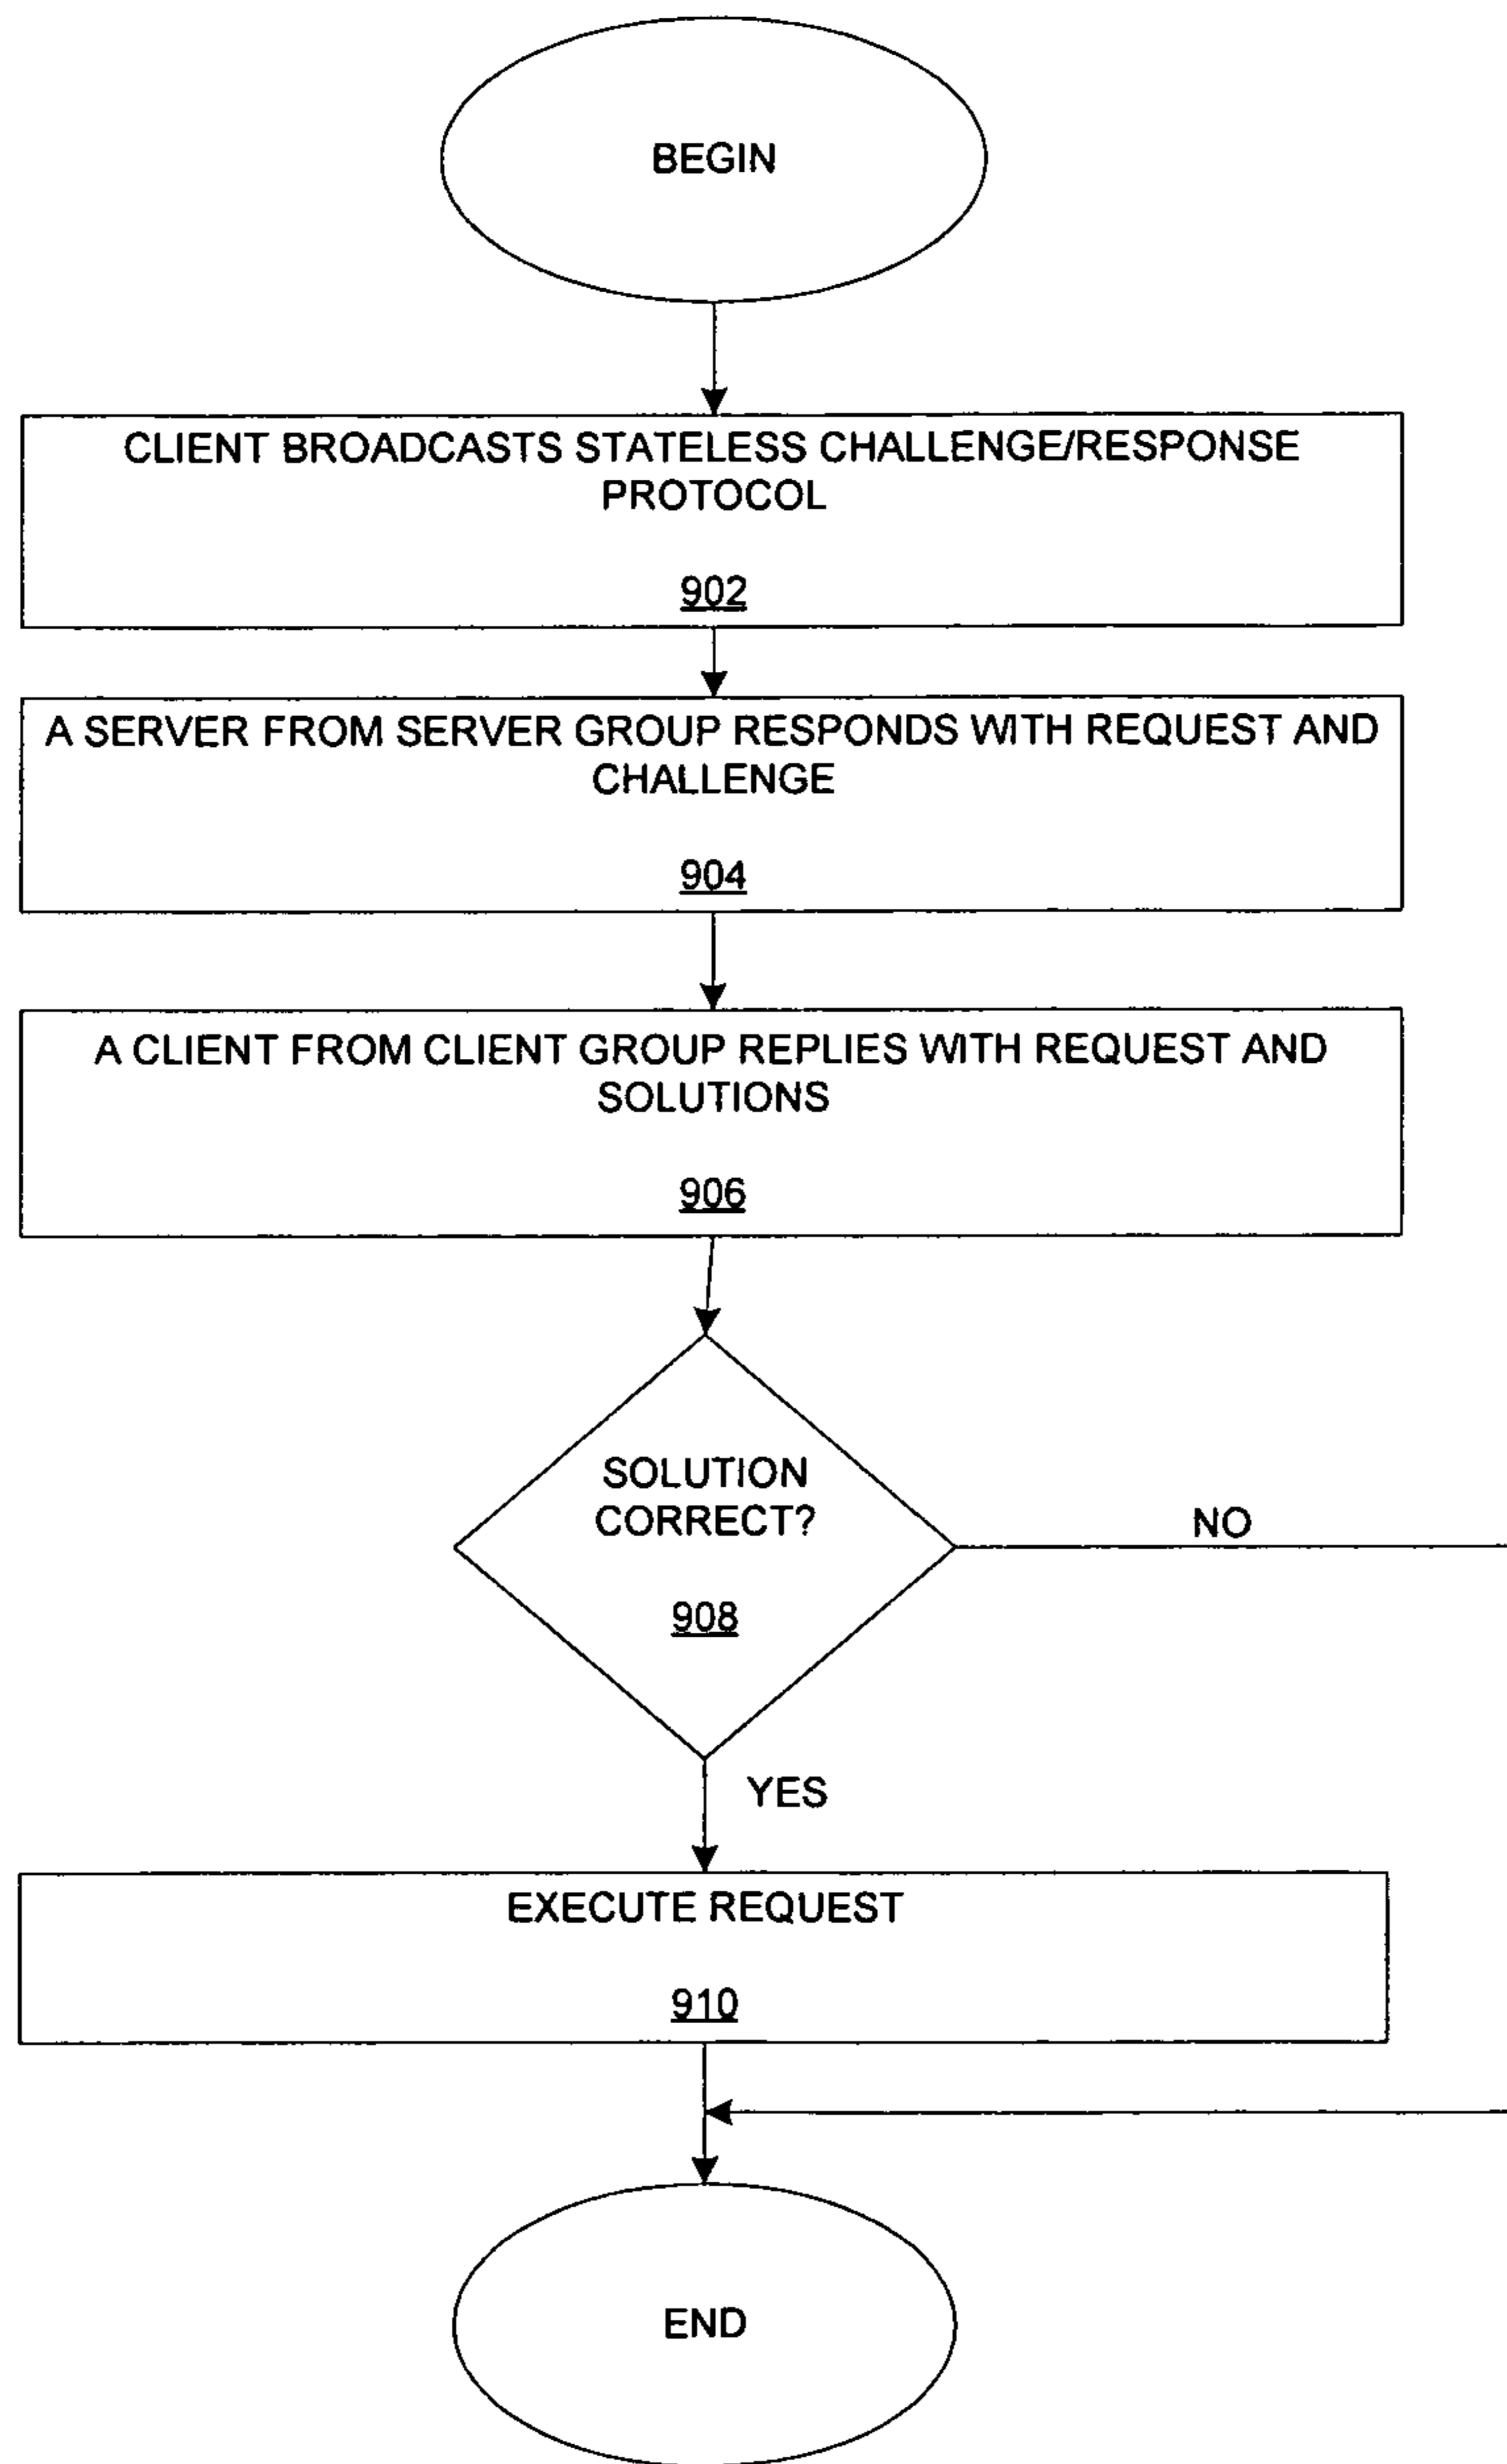 BEGIN
CLIENT BROADCASTS STATELESS CHALLENGE/RESPONSE
PROTOCOL
902
A SERVER FROM SERVER GROUP RESPONDS WITH REQUEST AND
CHALLENGE
904
A CLIENT FROM CLIENT GROUP REPLIES WITH REQUEST AND
SOLUTIONS
906
SOLUTION
CORRECT?
NO
908
YES
EXECUTE REQUEST
910
END